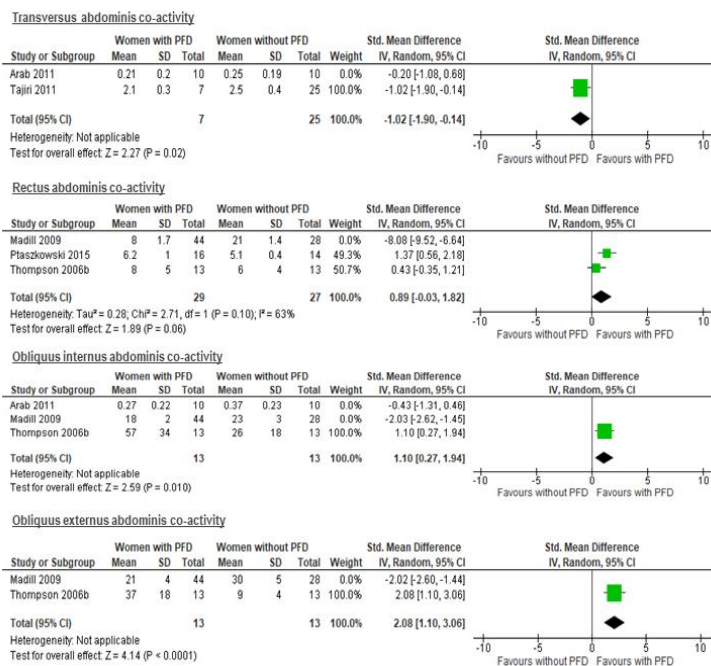 Transversus abdominis co-activity
Women with PFD Women without PFD Std. Mean Difference Std. Mean Difference
Study or Subgroup Mean SD Total Mean SD Total Weight IV, Random, 95% CI IV, Random, 95% CI
Arab 2011 0.21 0.2 10 0.25 0.19 10 0.0% -0.20 [-1.08, 0.68]
Tajiri 2011 2.1 0.3 7 2.5 0.4 25 100.0% -1.02 [-1.90, -0.14]
Total (95% CI) 7 25 100.0% -1.02 [-1.90, -0.14]
Heterogeneity: Not applicable
Test for overall effect: Z = 2.27 (P = 0.02)
-10 -5 0 5 10
Favours without PFD Favours with PFD
Rectus abdominis co-activity
Women with PFD Women without PFD Std. Mean Difference Std. Mean Difference
Study or Subgroup Mean SD Total Mean SD Total Weight IV, Random, 95% CI IV, Random, 95% CI
Madill 2009 8 1.7 44 21 1.4 28 0.0% -8.08 [-9.52, -6.64]
Ptaszkowski 2015 6.2 1 16 5.1 0.4 14 49.3% 1.37 [0.56, 2.18]
Thompson 2006b 8 5 13 6 4 13 50.7% 0.43 [-0.35, 1.21]
Total (95% CI) 29 27 100.0% 0.89 [-0.03, 1.82]
Heterogeneity: Tau² = 0.28; Chi² = 2.71, df = 1 (P = 0.10); I² = 63%
Test for overall effect: Z = 1.89 (P = 0.06)
-10 -5 0 5 10
Favours without PFD Favours with PFD
Obliquus internus abdominis co-activity
Women with PFD Women without PFD Std. Mean Difference Std. Mean Difference
Study or Subgroup Mean SD Total Mean SD Total Weight IV, Random, 95% CI IV, Random, 95% CI
Arab 2011 0.27 0.22 10 0.37 0.23 10 0.0% -0.43 [-1.31, 0.46]
Madill 2009 18 2 44 23 3 28 0.0% -2.03 [-2.62, -1.45]
Thompson 2006b 57 34 13 26 18 13 100.0% 1.10 [0.27, 1.94]
Total (95% CI) 13 13 100.0% 1.10 [0.27, 1.94]
Heterogeneity: Not applicable
Test for overall effect: Z = 2.59 (P = 0.010)
-10 -5 0 5 10
Favours without PFD Favours with PFD
Obliquus externus abdominis co-activity
Women with PFD Women without PFD Std. Mean Difference Std. Mean Difference
Study or Subgroup Mean SD Total Mean SD Total Weight IV, Random, 95% CI IV, Random, 95% CI
Madill 2009 21 4 44 30 5 28 0.0% -2.02 [-2.60, -1.44]
Thompson 2006b 37 18 13 9 4 13 100.0% 2.08 [1.10, 3.06]
Total (95% CI) 13 13 100.0% 2.08 [1.10, 3.06]
Heterogeneity: Not applicable
Test for overall effect: Z = 4.14 (P < 0.0001)
-10 -5 0 5 10
Favours without PFD Favours with PFD